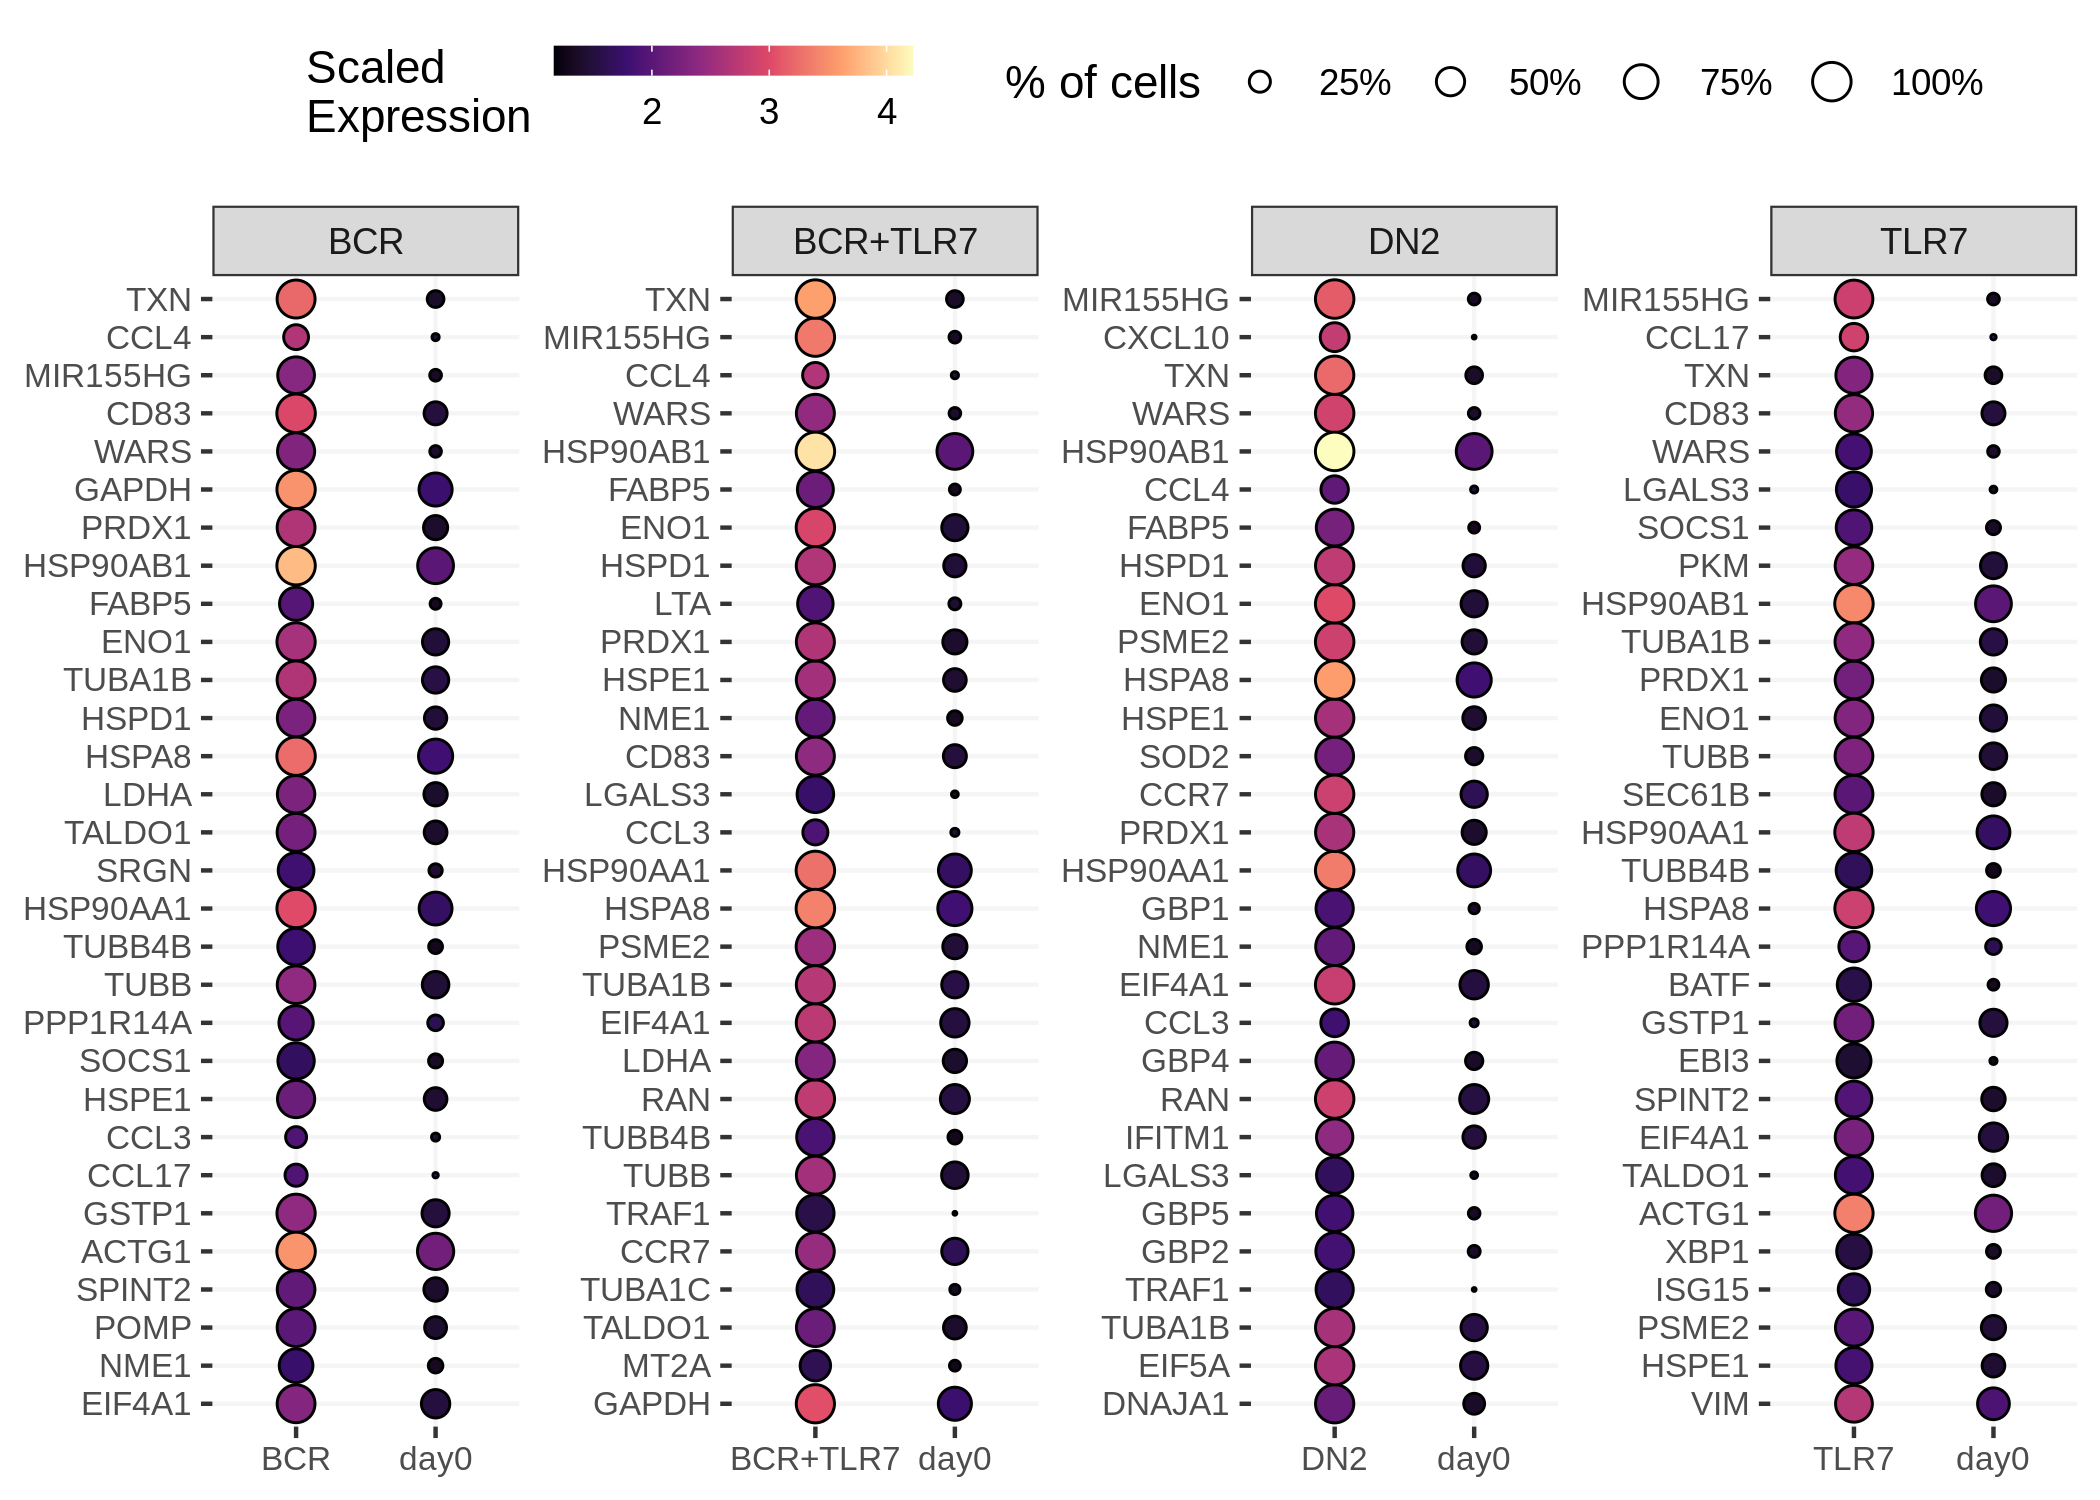 Scaled
Expression
2 3 4
% of cells 25% 50% 75% 100%
BCR
TXN
CCL4
MIR155HG
CD83
WARS
GAPDH
PRDX1
HSP90AB1
FABP5
ENO1
TUBA1B
HSPD1
HSPA8
LDHA
TALDO1
SRGN
HSP90AA1
TUBB4B
TUBB
PPP1R14A
SOCS1
HSPE1
CCL3
CCL17
GSTP1
ACTG1
SPINT2
POMP
NME1
EIF4A1
BCR day0
BCR+TLR7
TXN
MIR155HG
CCL4
WARS
HSP90AB1
FABP5
ENO1
HSPD1
LTA
PRDX1
HSPE1
NME1
CD83
LGALS3
CCL3
HSP90AA1
HSPA8
PSME2
TUBA1B
EIF4A1
LDHA
RAN
TUBB4B
TUBB
TRAF1
CCR7
TUBA1C
TALDO1
MT2A
GAPDH
BCR+TLR7 day0
DN2
MIR155HG
CXCL10
TXN
WARS
HSP90AB1
CCL4
FABP5
HSPD1
ENO1
PSME2
HSPA8
HSPE1
SOD2
CCR7
PRDX1
HSP90AA1
GBP1
NME1
EIF4A1
CCL3
GBP4
RAN
IFITM1
LGALS3
GBP5
GBP2
TRAF1
TUBA1B
EIF5A
DNAJA1
DN2 day0
TLR7
MIR155HG
CCL17
TXN
CD83
WARS
LGALS3
SOCS1
PKM
HSP90AB1
TUBA1B
PRDX1
ENO1
TUBB
SEC61B
HSP90AA1
TUBB4B
HSPA8
PPP1R14A
BATF
GSTP1
EBI3
SPINT2
EIF4A1
TALDO1
ACTG1
XBP1
ISG15
PSME2
HSPE1
VIM
TLR7 day0